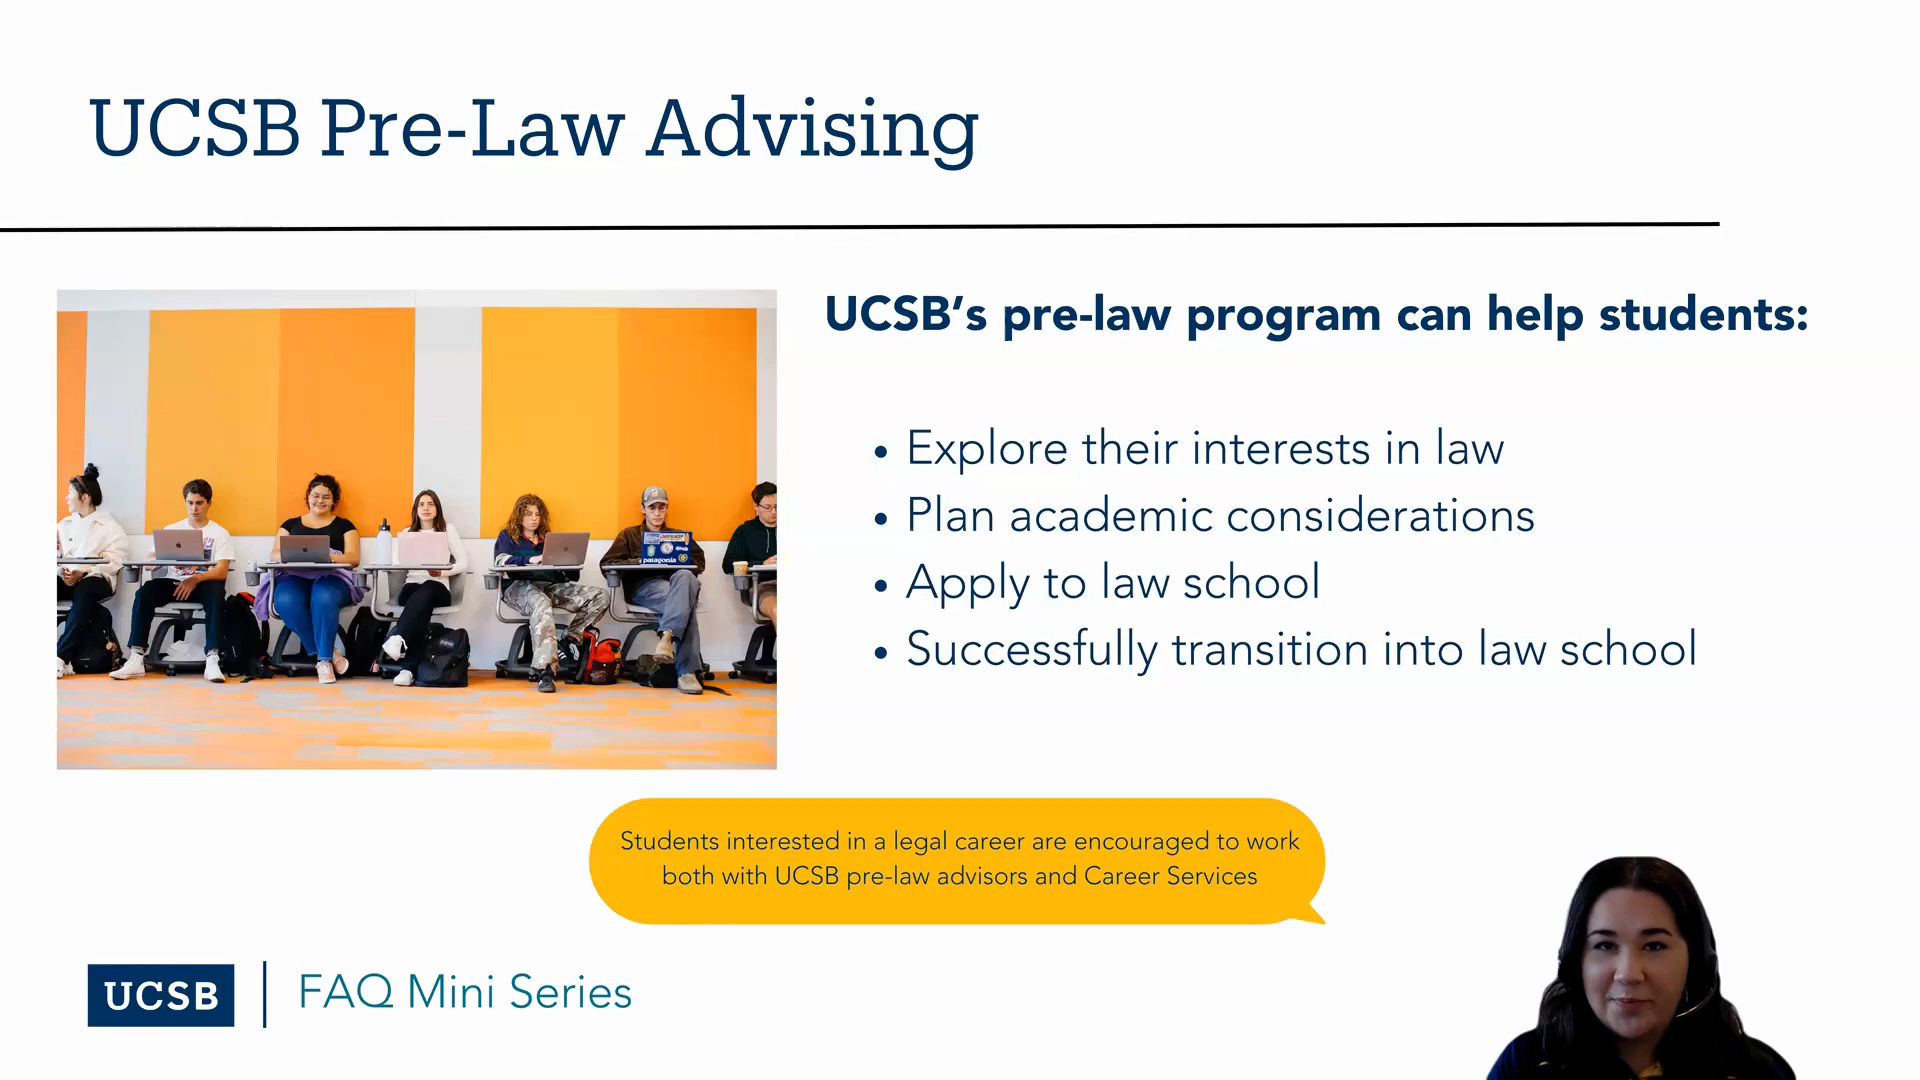 UCSB Pre-Law Advising
UCSB’s pre-law program can help students:
• Explore their interests in law
• Plan academic considerations
• Apply to law school
• Successfully transition into law school
patagonia
Students interested in a legal career are encouraged to work
both with UCSB pre-law advisors and Career Services
UCSB
FAQ Mini Series